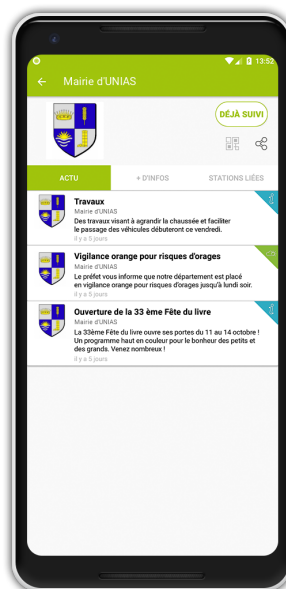 13:52
Mairie d'UNIAS
DÉJÀ SUIVI
ACTU
+ D'INFOS
STATIONS LIÉES
Travaux
Mairie d'UNIAS
Des travaux visant à agrandir la chaussée et faciliter
le passage des véhicules débuteront ce vendredi.
il y a 5 jours
Vigilance orange pour risques d'orages
Mairie d'UNIAS
Le préfet vous informe que notre département est placé
en vigilance orange pour risques d'orages jusqu'à lundi soir.
il y a 5 jours
Ouverture de la 33 ème Fête du livre
Mairie d'UNIAS
La 33ème Fête du livre ouvre ses portes du 11 au 14 octobre !
Un programme haut en couleur pour le bonheur des petits et
des grands. Venez nombreux !
il y a 5 jours